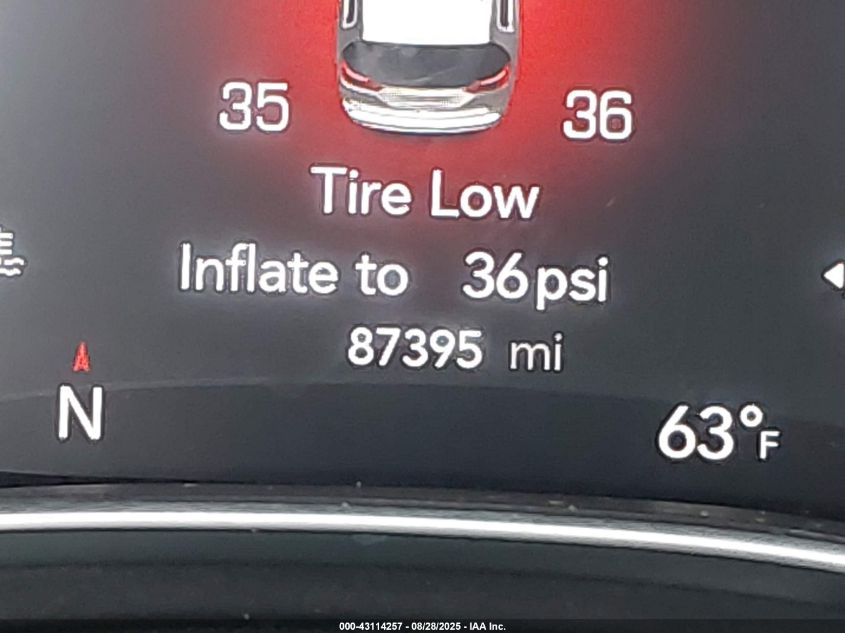 35 36
Tire Low
Inflate to 36psi
87395 mi
N
63°F
000-43114257 - 08/28/2025 - IAA Inc.